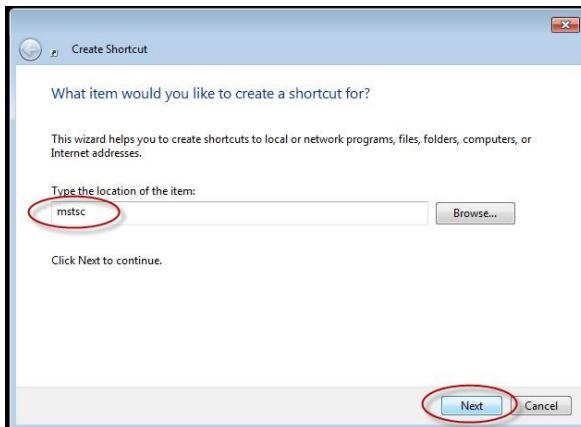 Create Shortcut
What item would you like to create a shortcut for?
This wizard helps you to create shortcuts to local or network programs, files, folders, computers, or
Internet addresses.
Type the location of the item:
mstsc
Browse...
Click Next to continue.
Next
Cancel